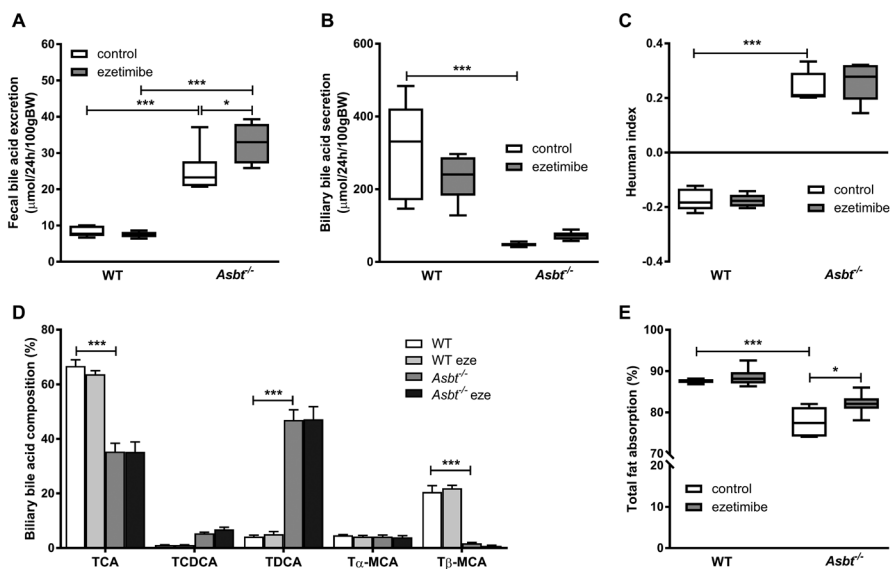 A
Fecal bile acid excretion
(μmol/24h/100gBW)
60
50
40
30
20
10
0
control
ezetimibe
***
***
*
WT
Asbt-/-
B
Biliary bile acid secretion
(μmol/24h/100gBW)
600
400
200
0
***
control
ezetimibe
WT
Asbt-/-
C
Heuman index
0.4
0.2
0.0
-0.2
-0.4
***
control
ezetimibe
WT
Asbt-/-
D
Biliary bile acid composition (%)
80
60
40
20
0
***
***
***
WT
WT eze
Asbt-/-
Asbt-/- eze
TCA
TCDCA
TDCA
Tα-MCA
Tβ-MCA
E
Total fat absorption (%)
100
90
80
70
20
10
0
***
*
control
ezetimibe
WT
Asbt-/-